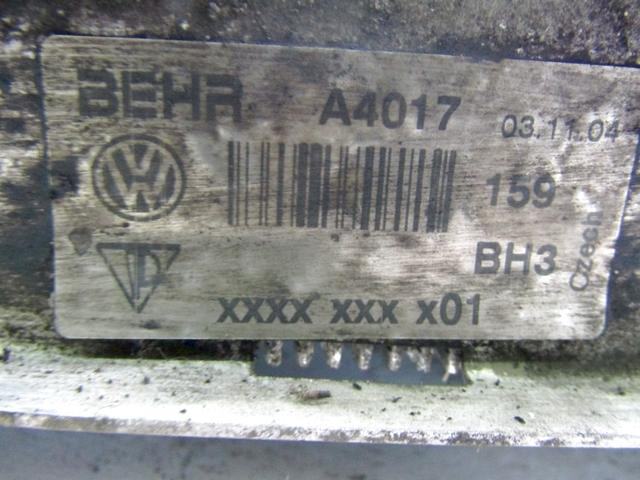 BEHR A4017 03.11.04
159
BH3
Czech
xxxx xxx x01